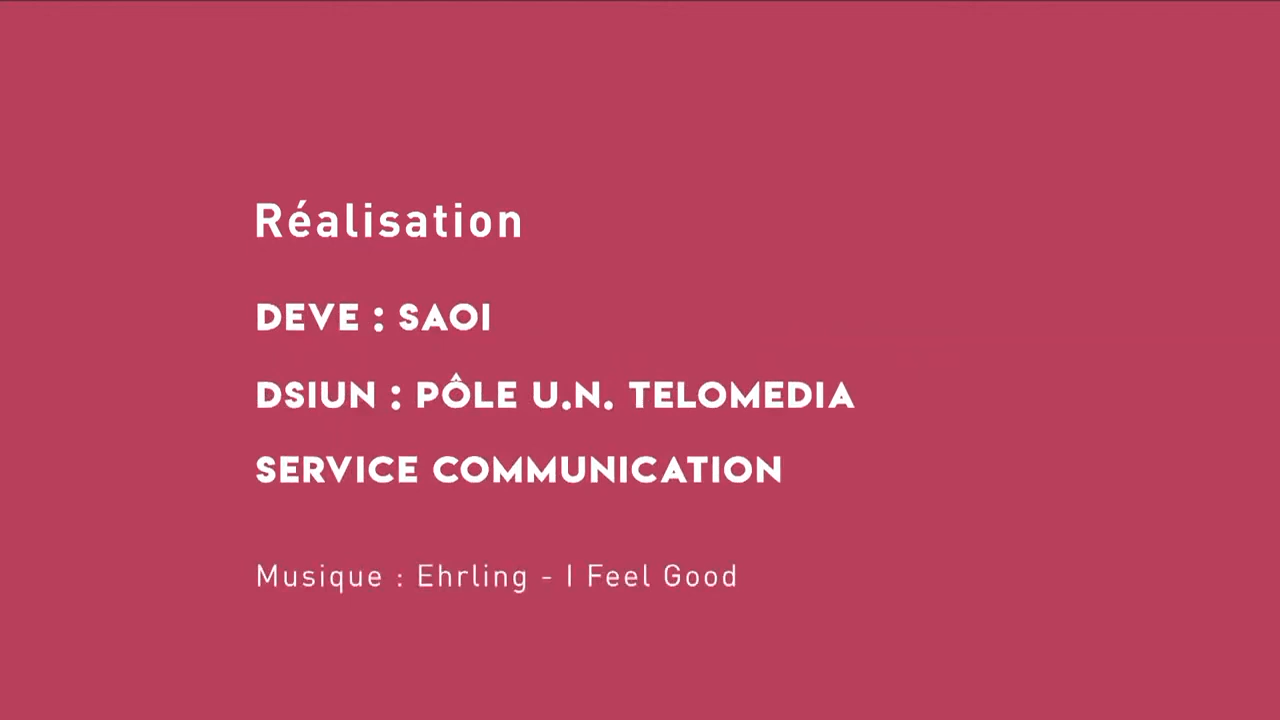 Réalisation
DEVE : SAOI
DSIUN : PÔLE U.N. TELOMEDIA
SERVICE COMMUNICATION
Musique : Ehrling - I Feel Good